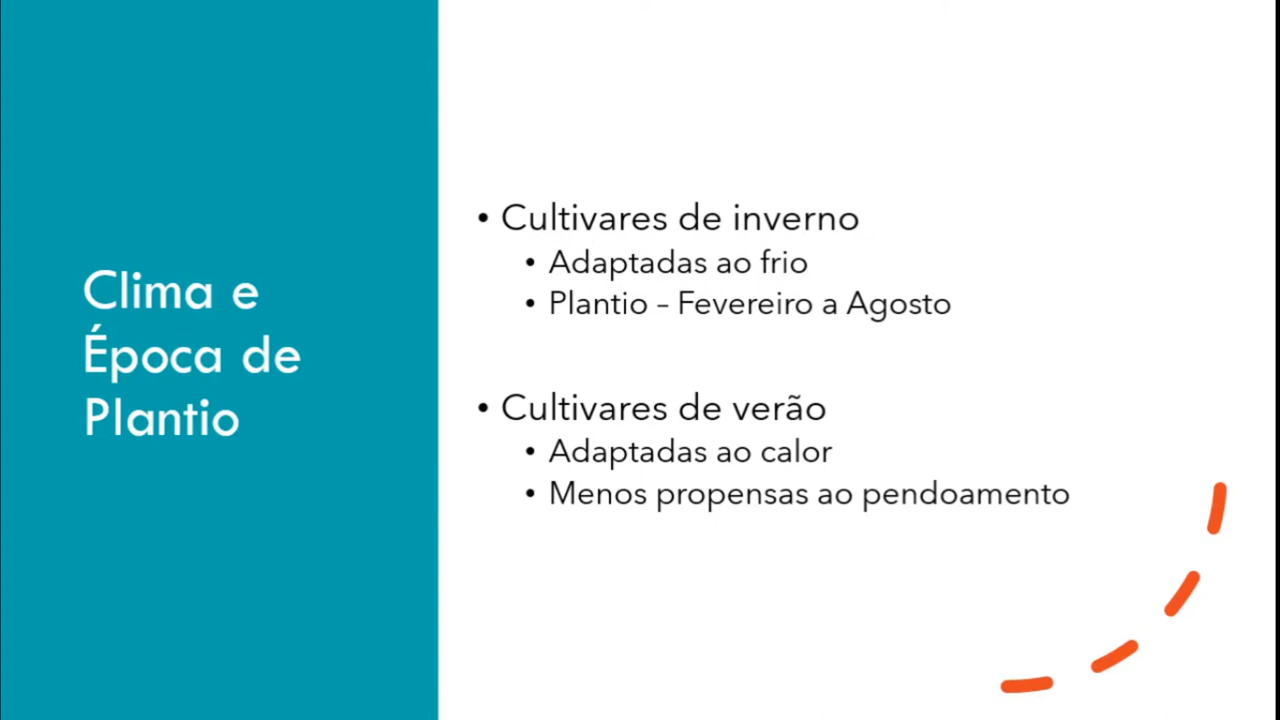 Clima e
Época de
Plantio
• Cultivares de inverno
• Adaptadas ao frio
• Plantio – Fevereiro a Agosto
• Cultivares de verão
• Adaptadas ao calor
• Menos propensas ao pendoamento